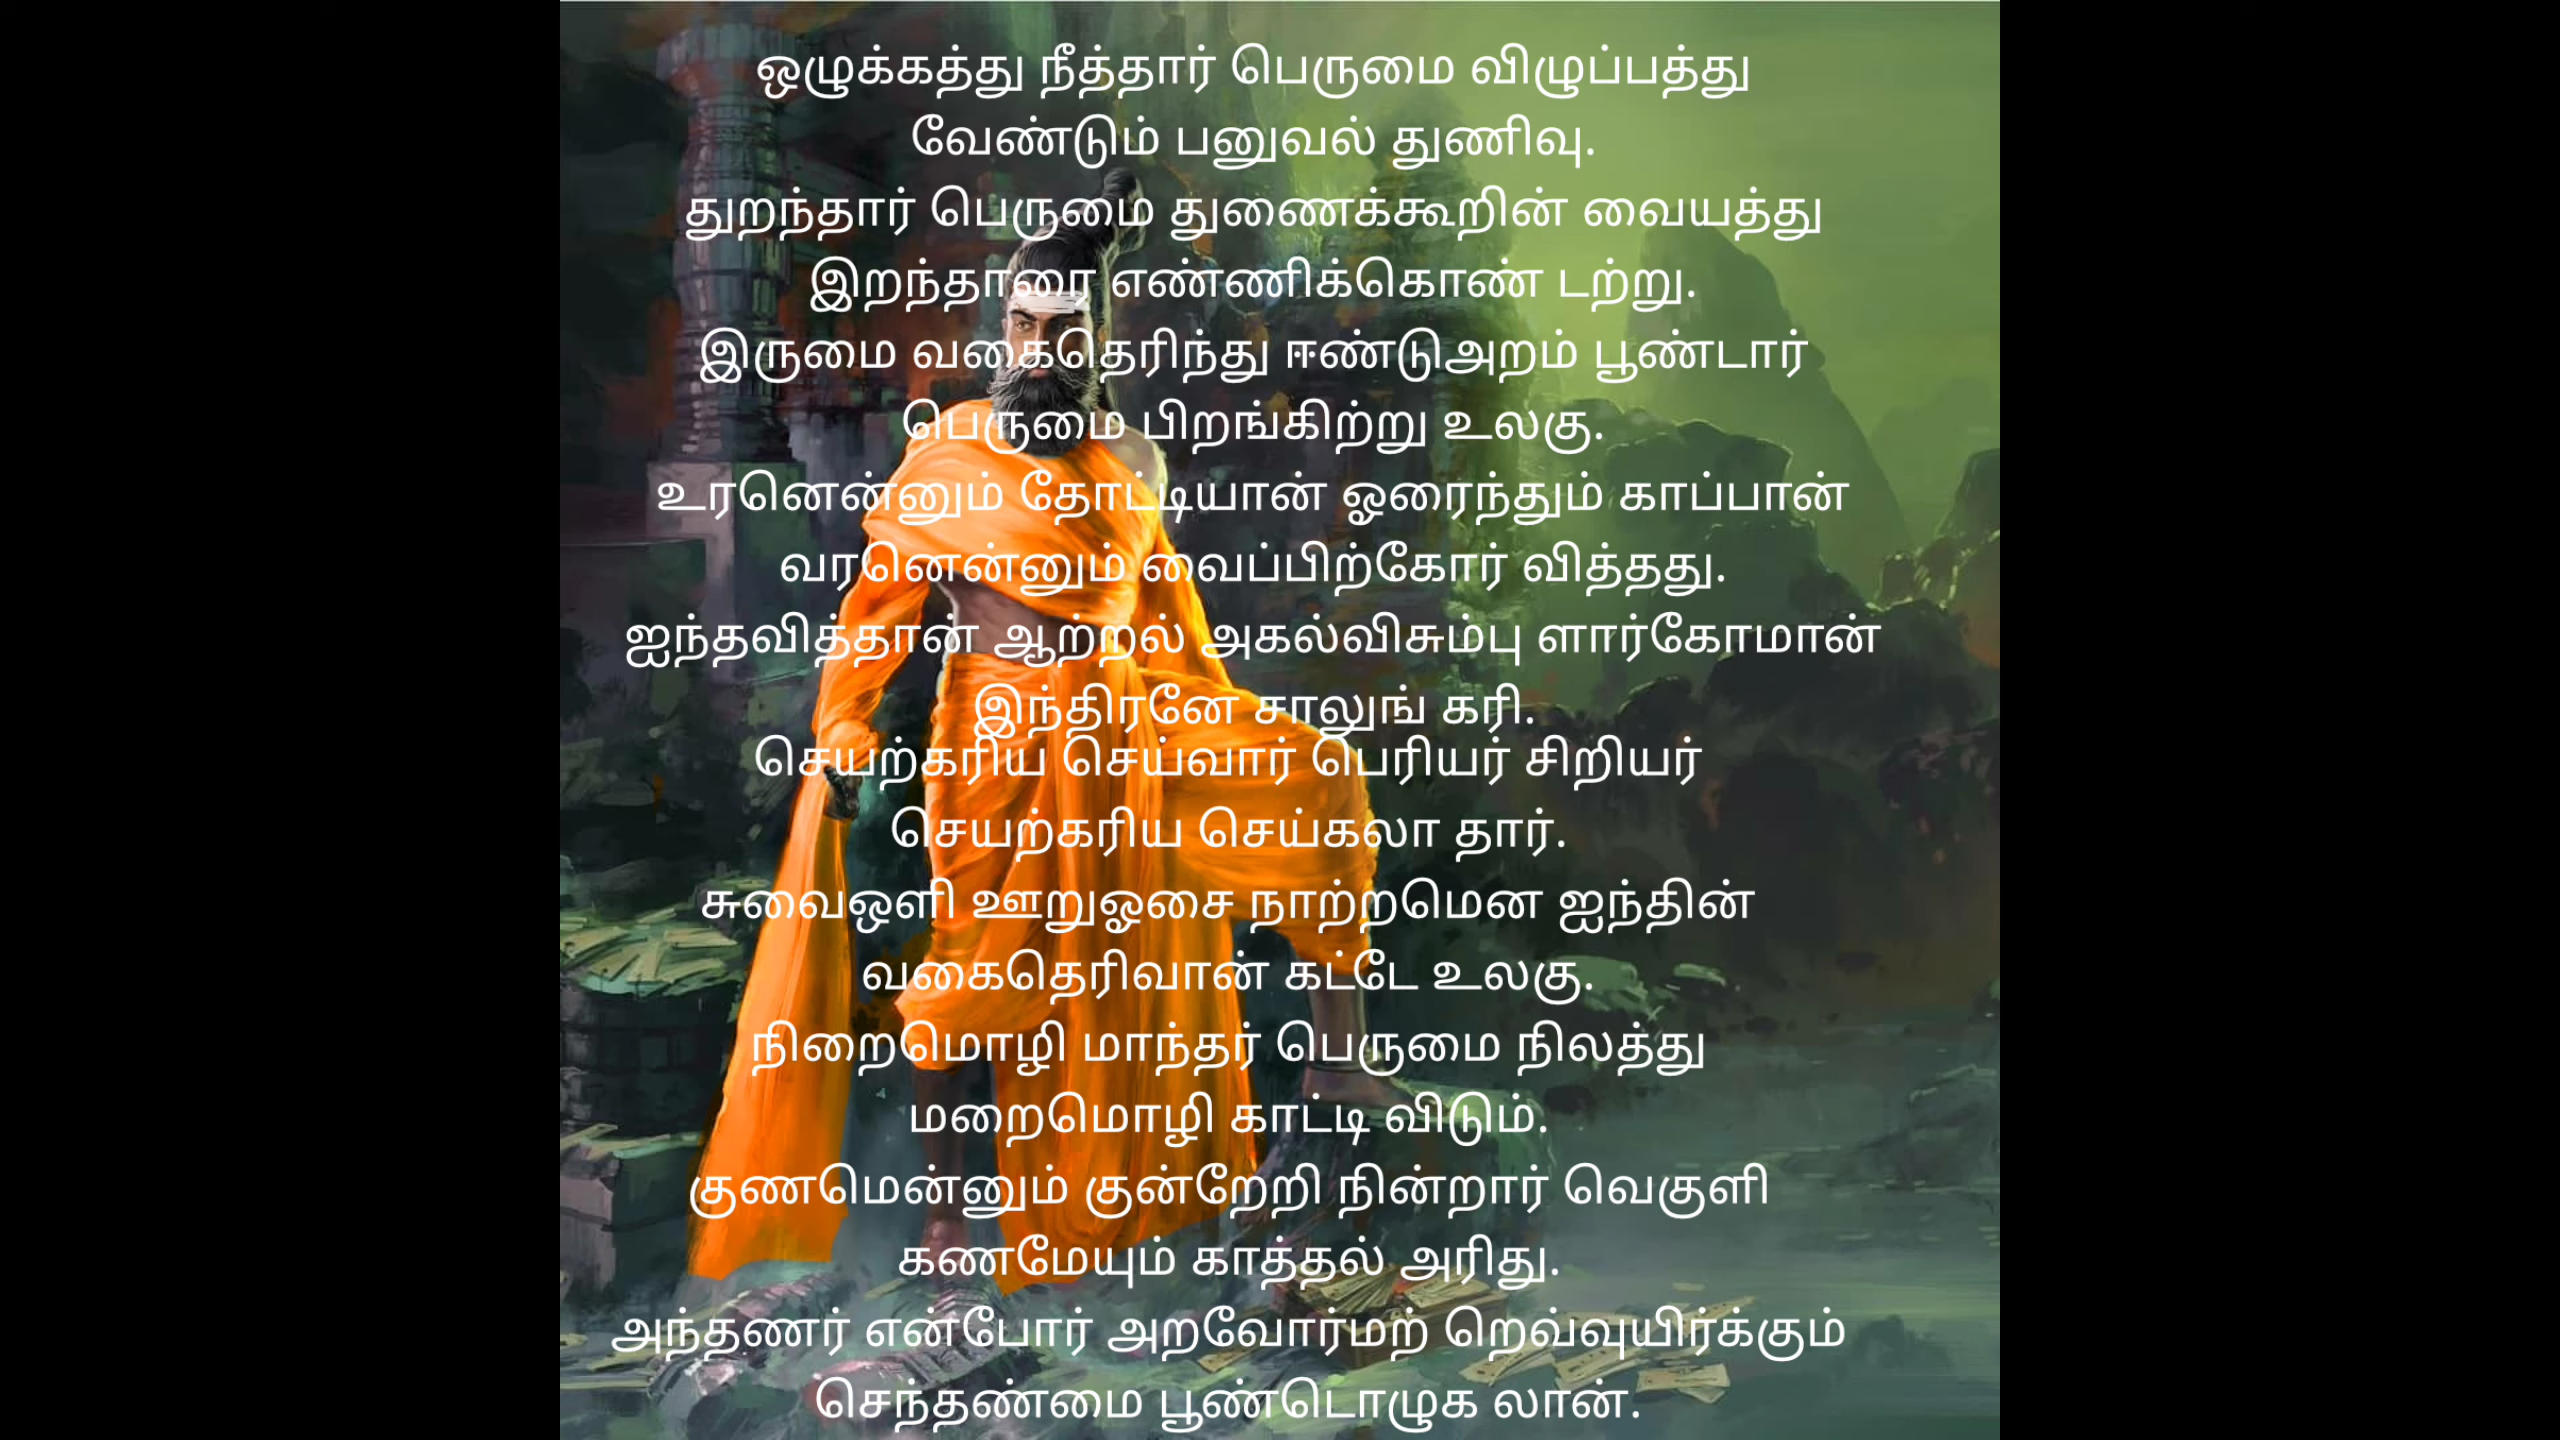 ஒழுக்கத்து நீத்தார் பெருமை விழுப்பத்து
வேண்டும் பனுவல் துணிவு.
துறந்தார் பெருமை துணைக்கூறின் வையத்து
இறந்தாரை எண்ணிக்கொண் டற்று.
இருமை வகைதெரிந்து ஈண்டுஅறம் பூண்டார்
பெருமை பிறங்கிற்று உலகு.
உரனென்னும் தோட்டியான் ஓரைந்தும் காப்பான்
வரனென்னும் வைப்பிற்கோர் வித்தது.
ஐந்தவித்தான் ஆற்றல் அகல்விசும்பு ளார்கோமான்
இந்திரனே சாலுங் கரி.
செயற்கரிய செய்வார் பெரியர் சிறியர்
செயற்கரிய செய்கலா தார்.
சுவைஒளி ஊறுஓசை நாற்றமென ஐந்தின்
வகைதெரிவான் கட்டே உலகு.
நிறைமொழி மாந்தர் பெருமை நிலத்து
மறைமொழி காட்டி விடும்.
குணமென்னும் குன்றேறி நின்றார் வெகுளி
கணமேயும் காத்தல் அரிது.
அந்தணர் என்போர் அறவோர்மற் றெவ்வுயிர்க்கும்
செந்தண்மை பூண்டொழுக லான்.